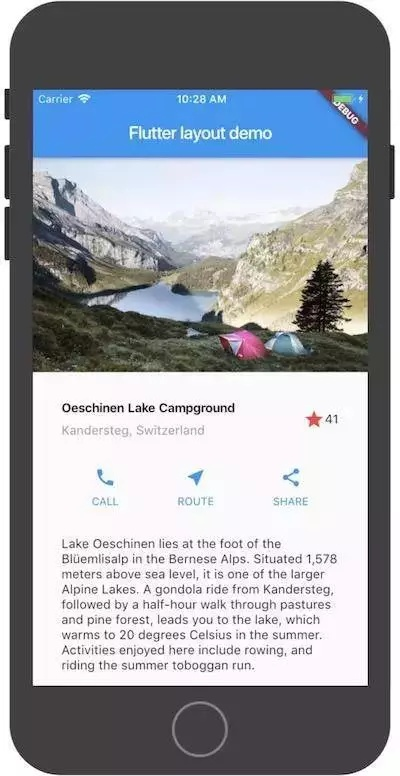 Carrier 10:28 AM
DEBUG
Flutter layout demo
Oeschinen Lake Campground
Kandersteg, Switzerland
41
CALL ROUTE SHARE
Lake Oeschinen lies at the foot of the
Blüemlisalp in the Bernese Alps. Situated 1,578
meters above sea level, it is one of the larger
Alpine Lakes. A gondola ride from Kandersteg,
followed by a half-hour walk through pastures
and pine forest, leads you to the lake, which
warms to 20 degrees Celsius in the summer.
Activities enjoyed here include rowing, and
riding the summer toboggan run.